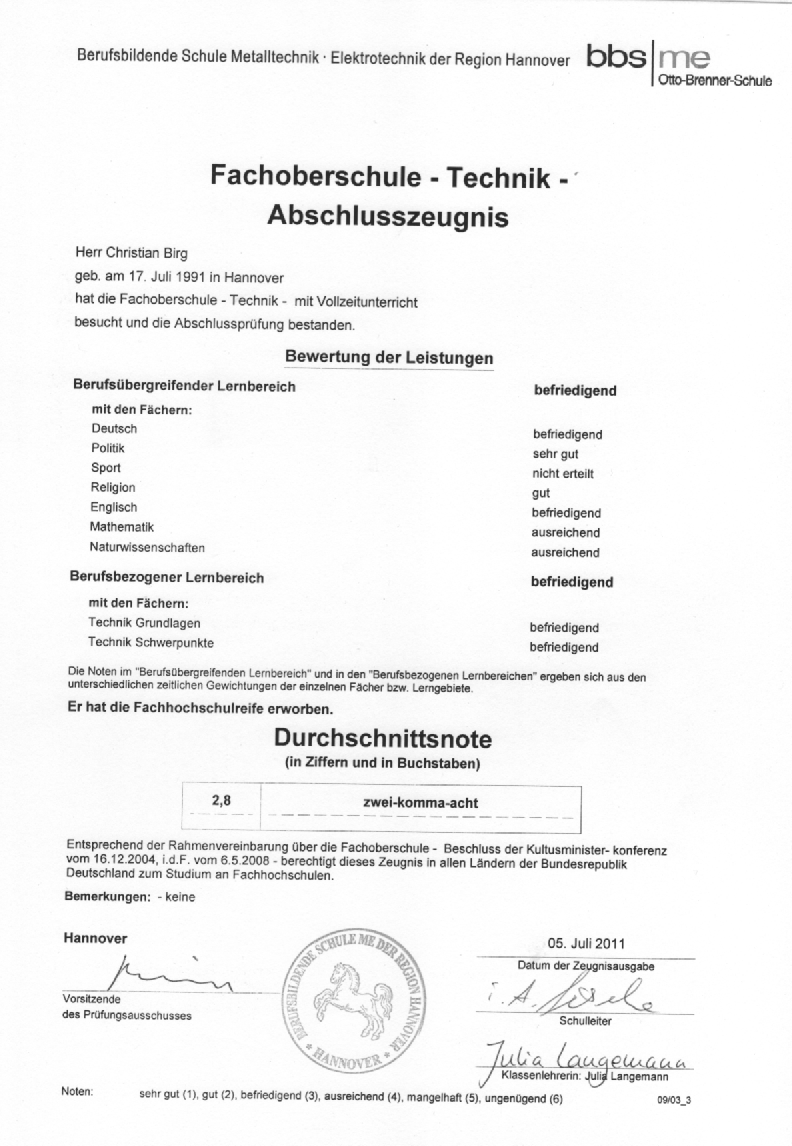 Berufsbildende Schule Metalltechnik · Elektrotechnik der Region Hannover bbs|me
Otto-Brenner-Schule
Fachoberschule - Technik -
Abschlusszeugnis
Herr Christian Birg
geb. am 17. Juli 1991 in Hannover
hat die Fachoberschule - Technik - mit Vollzeitunterricht
besucht und die Abschlussprüfung bestanden.
Bewertung der Leistungen
Berufsübergreifender Lernbereich befriedigend
mit den Fächern:
Deutsch befriedigend
Politik sehr gut
Sport nicht erteilt
Religion gut
Englisch befriedigend
Mathematik ausreichend
Naturwissenschaften ausreichend
Berufsbezogener Lernbereich befriedigend
mit den Fächern:
Technik Grundlagen befriedigend
Technik Schwerpunkte befriedigend
Die Noten im "Berufsübergreifenden Lernbereich" und in den "Berufsbezogenen Lernbereichen" ergeben sich aus den
unterschiedlichen zeitlichen Gewichtungen der einzelnen Fächer bzw. Lerngebiete.
Er hat die Fachhochschulreife erworben.
Durchschnittsnote
(in Ziffern und in Buchstaben)
2,8 zwei-komma-acht
Entsprechend der Rahmenvereinbarung über die Fachoberschule - Beschluss der Kultusminister- konferenz
vom 16.12.2004, i.d.F. vom 6.5.2008 - berechtigt dieses Zeugnis in allen Ländern der Bundesrepublik
Deutschland zum Studium an Fachhochschulen.
Bemerkungen: - keine
Hannover
05. Juli 2011
Datum der Zeugnisausgabe
Vorsitzende
des Prüfungsausschusses
BERUFSBILDENDE SCHULE ME DER REGION HANNOVER
* HANNOVER *
i. A.
Schulleiter
Julia Langemann
Klassenlehrerin: Julia Langemann
Noten: sehr gut (1), gut (2), befriedigend (3), ausreichend (4), mangelhaft (5), ungenügend (6) 09/03_3